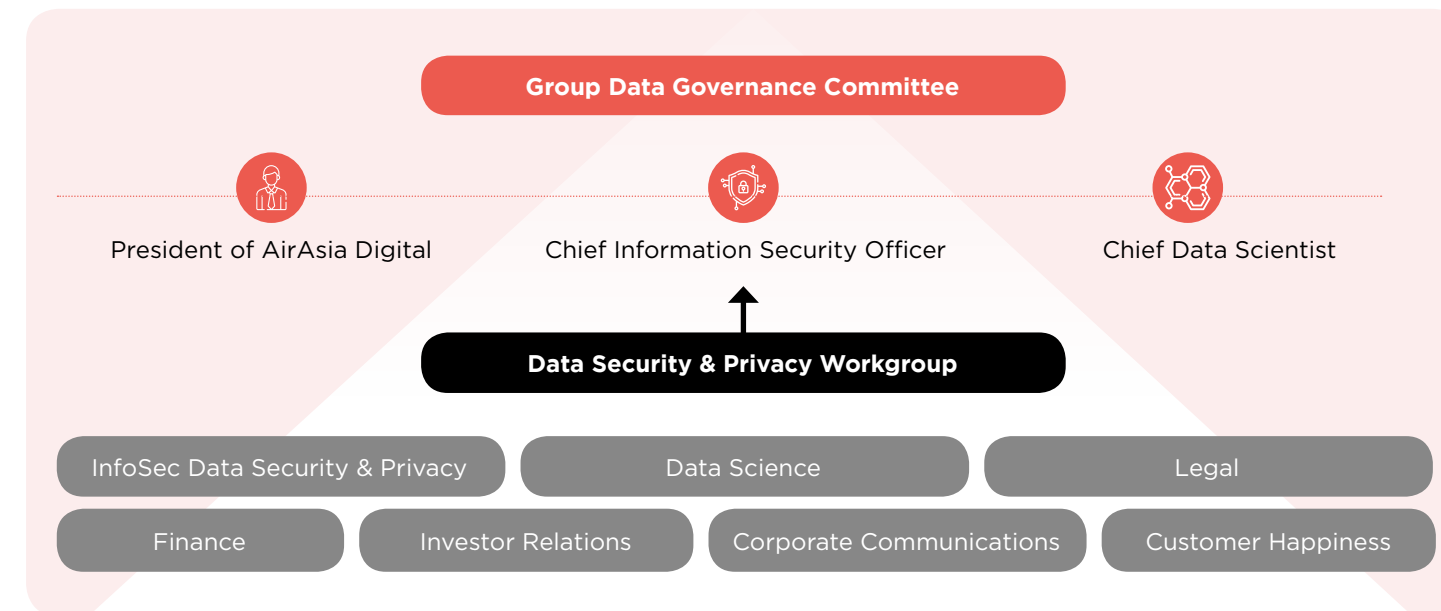 Group Data Governance Committee
President of AirAsia Digital
Chief Information Security Officer
Chief Data Scientist
Data Security & Privacy Workgroup
InfoSec Data Security & Privacy
Data Science
Legal
Finance
Investor Relations
Corporate Communications
Customer Happiness